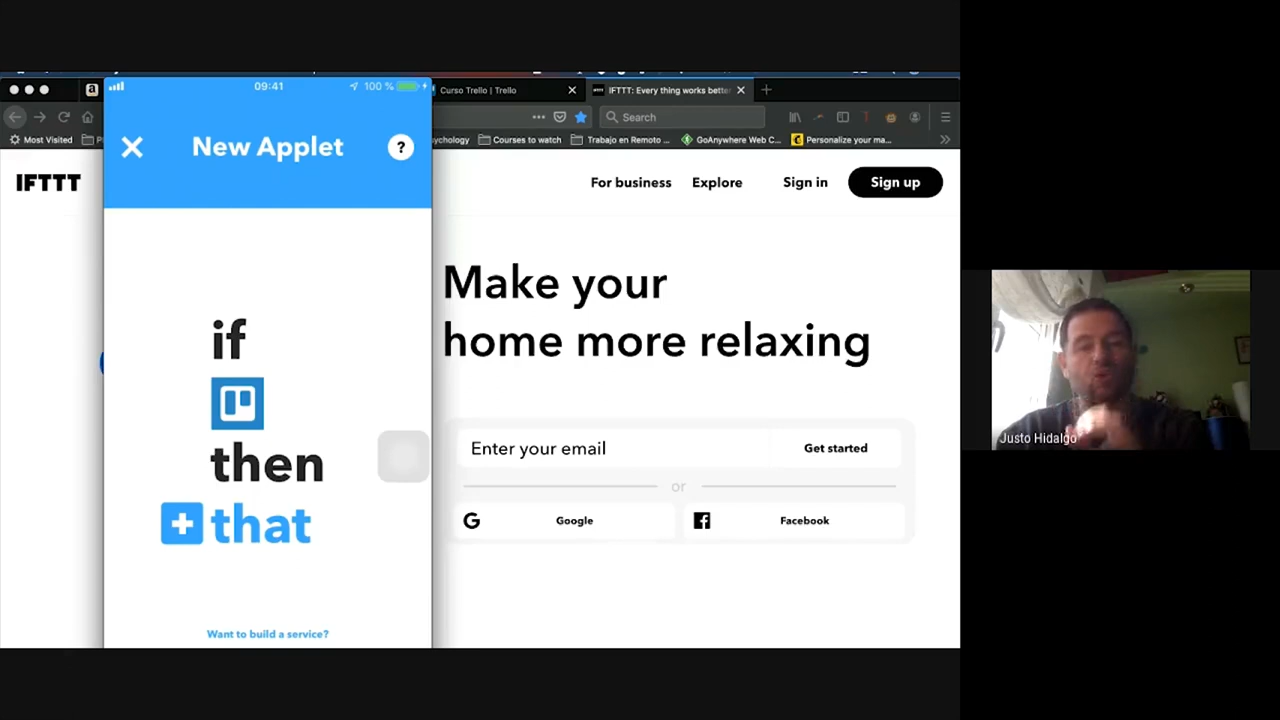 09:41
100 %
Curso Trello | Trello
IFTTT: Every thing works bette
Search
Most Visited
ychology
Courses to watch
Trabajo en Remoto ...
GoAnywhere Web C...
Personalize your ma...
New Applet
?
IFTTT
For business
Explore
Sign in
Sign up
if
then
that
Want to build a service?
Make your
home more relaxing
Enter your email
Get started
or
Google
Facebook
Justo Hidalgo